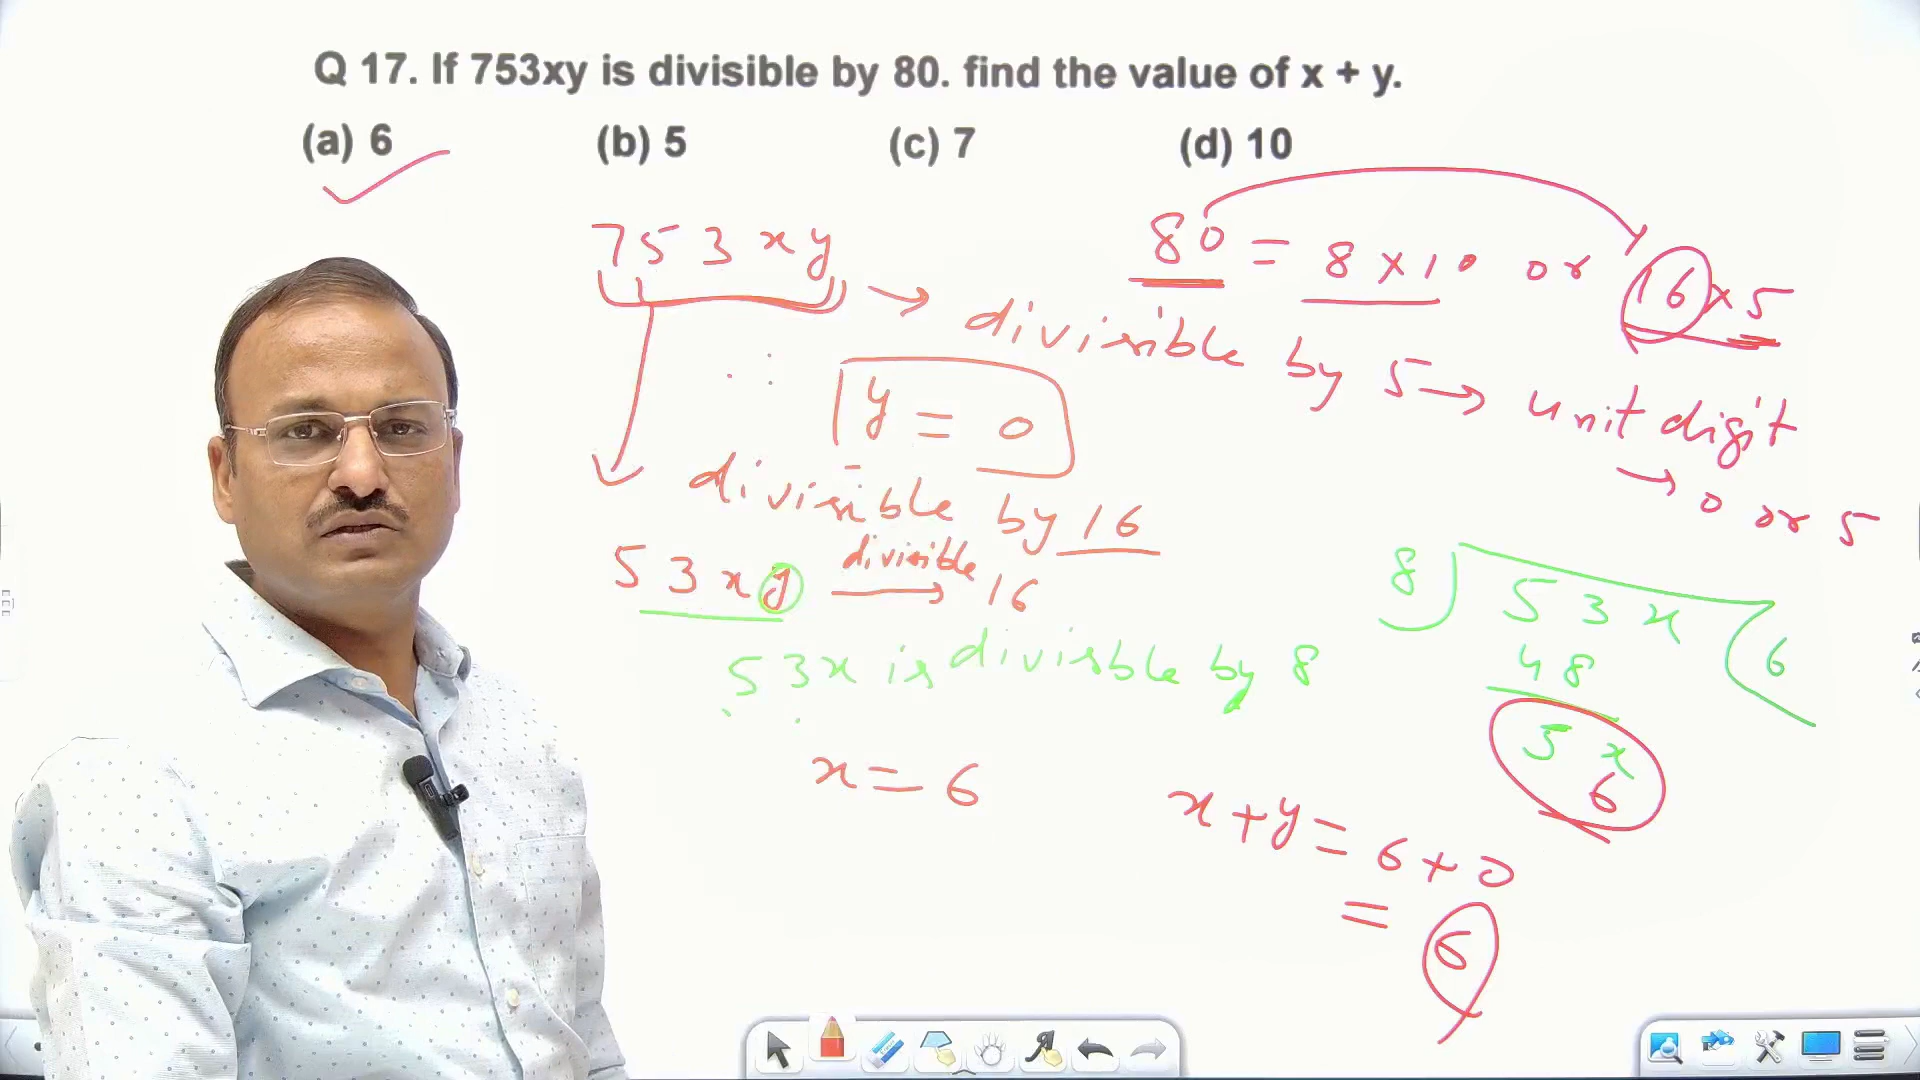 Q 17. If 753xy is divisible by 80. find the value of x + y.
(a) 6 (b) 5 (c) 7 (d) 10
753xy
80 = 8×10 or 16×5
→ divisible by 5 → unit digit
→ 0 or 5
∴ y = 0
divisible by 16
53xy divisible → 16
53x is divisble by 8
8) 53x (6
48
5x
6
x = 6
x+y = 6+0
= 6